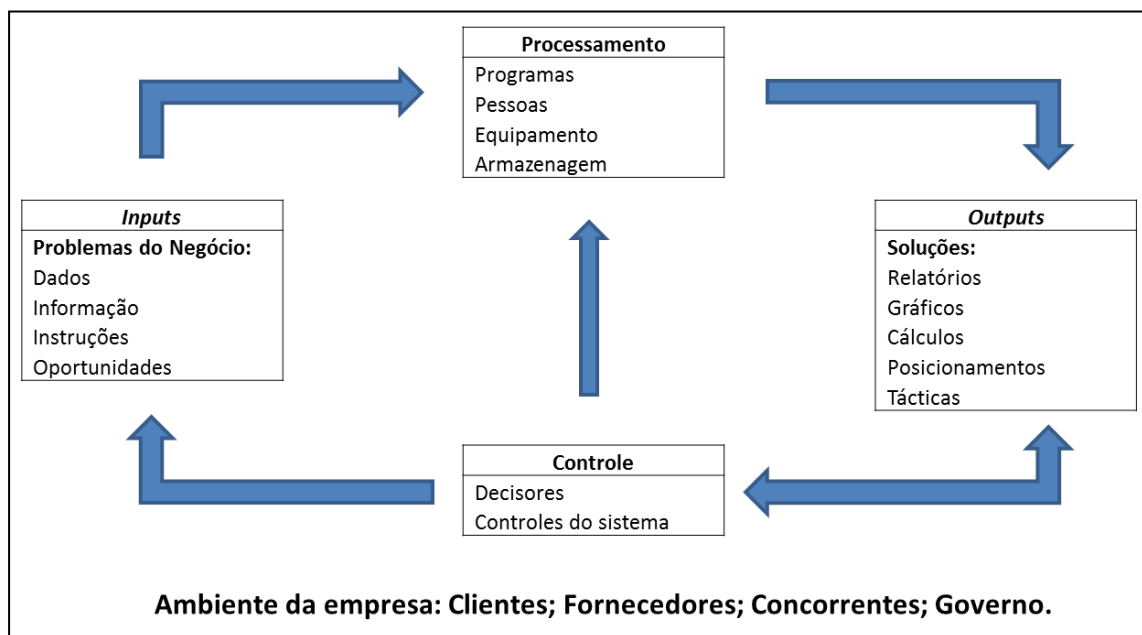 Processamento
Programas
Pessoas
Equipamento
Armazenagem
Inputs
Problemas do Negócio:
Dados
Informação
Instruções
Oportunidades
Outputs
Soluções:
Relatórios
Gráficos
Cálculos
Posicionamentos
Tácticas
Controle
Decisores
Controles do sistema
Ambiente da empresa: Clientes; Fornecedores; Concorrentes; Governo.